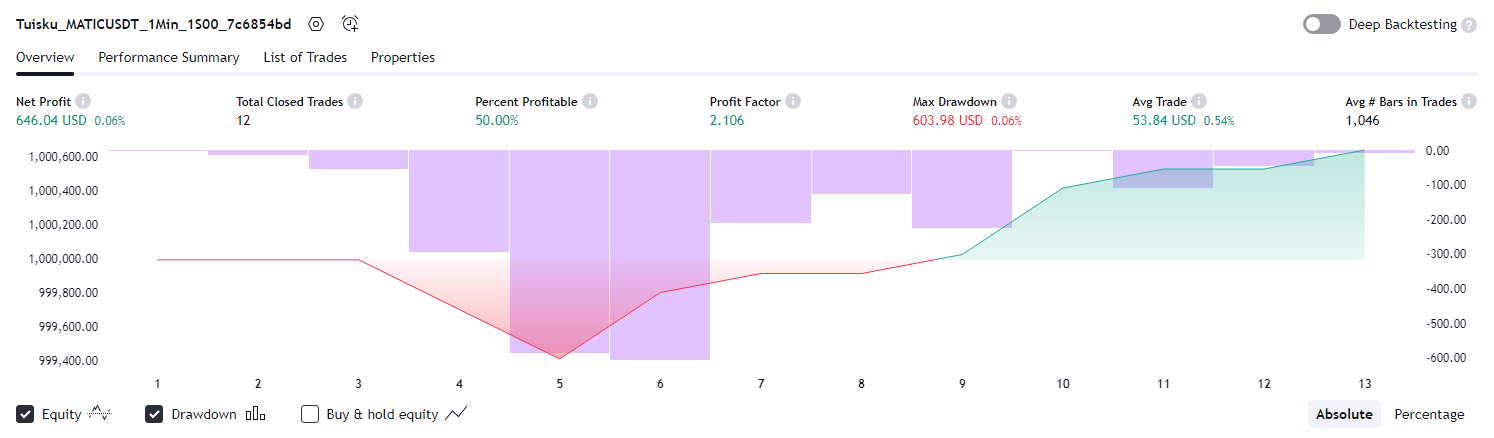 Tuisku_MATICUSDT_1Min_1S00_7c6854bd
Deep Backtesting ?
Overview Performance Summary List of Trades Properties
Net Profit Total Closed Trades Percent Profitable Profit Factor Max Drawdown Avg Trade Avg # Bars in Trades
646.04 USD 0.06% 12 50.00% 2.106 603.98 USD 0.06% 53.84 USD 0.54% 1,046
1,000,600.00 0.00
1,000,400.00 -100.00
1,000,200.00 -200.00
1,000,000.00 -300.00
999,800.00 -400.00
999,600.00 -500.00
999,400.00 -600.00
1 2 3 4 5 6 7 8 9 10 11 12 13
Equity Drawdown Buy & hold equity Absolute Percentage